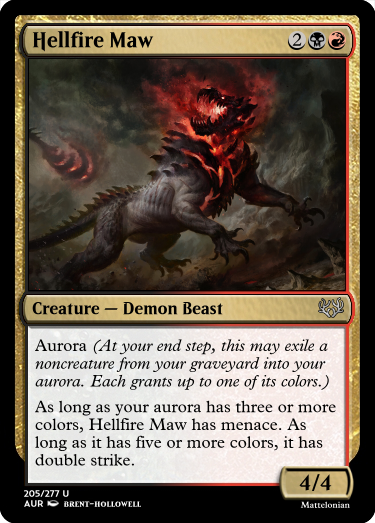 Hellfire Maw 2
Creature — Demon Beast
Aurora (At your end step, this may exile a
noncreature from your graveyard into your
aurora. Each grants up to one of its colors.)
As long as your aurora has three or more
colors, Hellfire Maw has menace. As
long as it has five or more colors, it has
double strike.
4/4
205/277 U
AUR BRENT-HOLLOWELL
Mattelonian